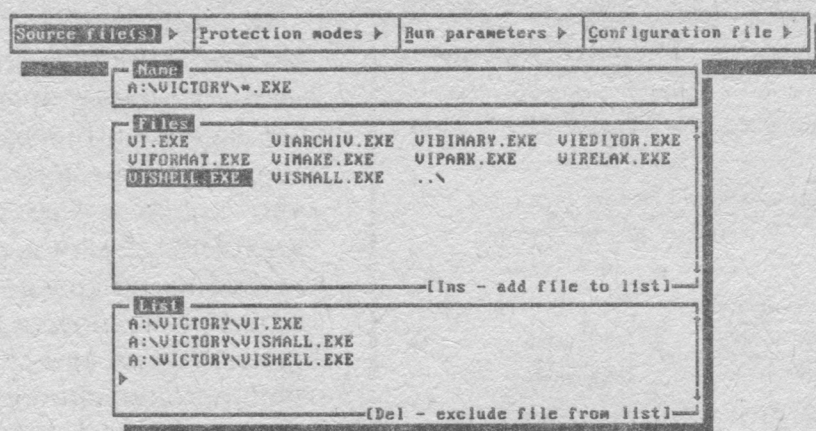 Source file(s) ▶ Protection modes ▶ Run parameters ▶ Configuration file ▶
Name
A:\VICTORY\*.EXE
Files
VI.EXE VIARCHIV.EXE VIBINARY.EXE VIEDITOR.EXE
VIFORMAT.EXE VIMAKE.EXE VIPARK.EXE VIRELAX.EXE
VISHELL.EXE VISMALL.EXE ..\
[Ins - add file to list]
List
A:\VICTORY\VI.EXE
A:\VICTORY\VISMALL.EXE
A:\VICTORY\VISHELL.EXE
[Del - exclude file from list]